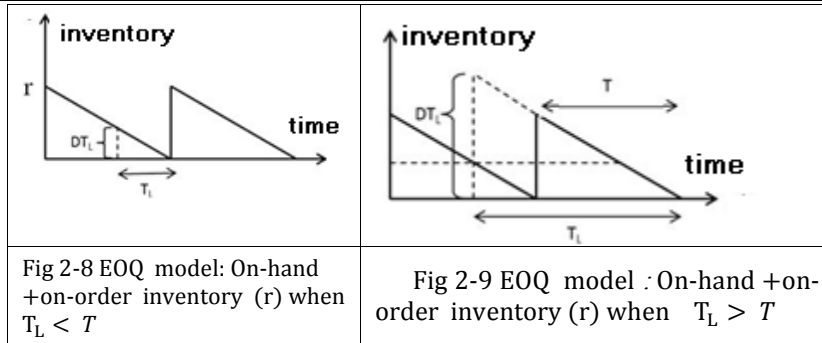 inventory
r
DT_L
T_L
time
inventory
DT_L
T
time
T_L
Fig 2-8 EOQ model: On-hand
+on-order inventory (r) when
T_L < T
Fig 2-9 EOQ model : On-hand +on-
order inventory (r) when T_L > T